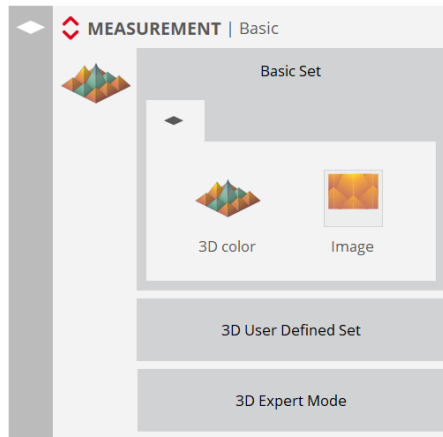 MEASUREMENT | Basic
Basic Set
3D color
Image
3D User Defined Set
3D Expert Mode